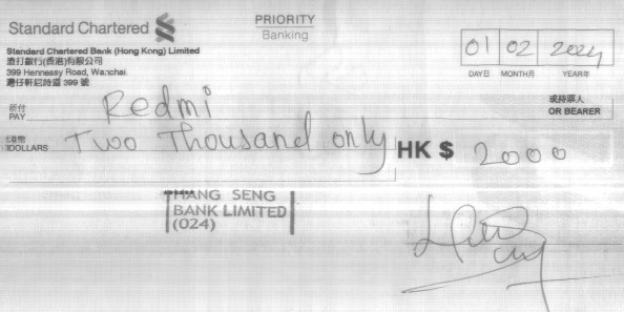 Standard Chartered
PRIORITY
Banking
Standard Chartered Bank (Hong Kong) Limited
渣打銀行(香港)有限公司
399 Hennessy Road, Wanchai
灣仔軒尼詩道 399 號
01 02 2024
DAY日 MONTH月 YEAR年
祈付
PAY
Redmi
或持票人
OR BEARER
DOLLARS
Two Thousand only
HK $ 2000
HANG SENG
BANK LIMITED
(024)